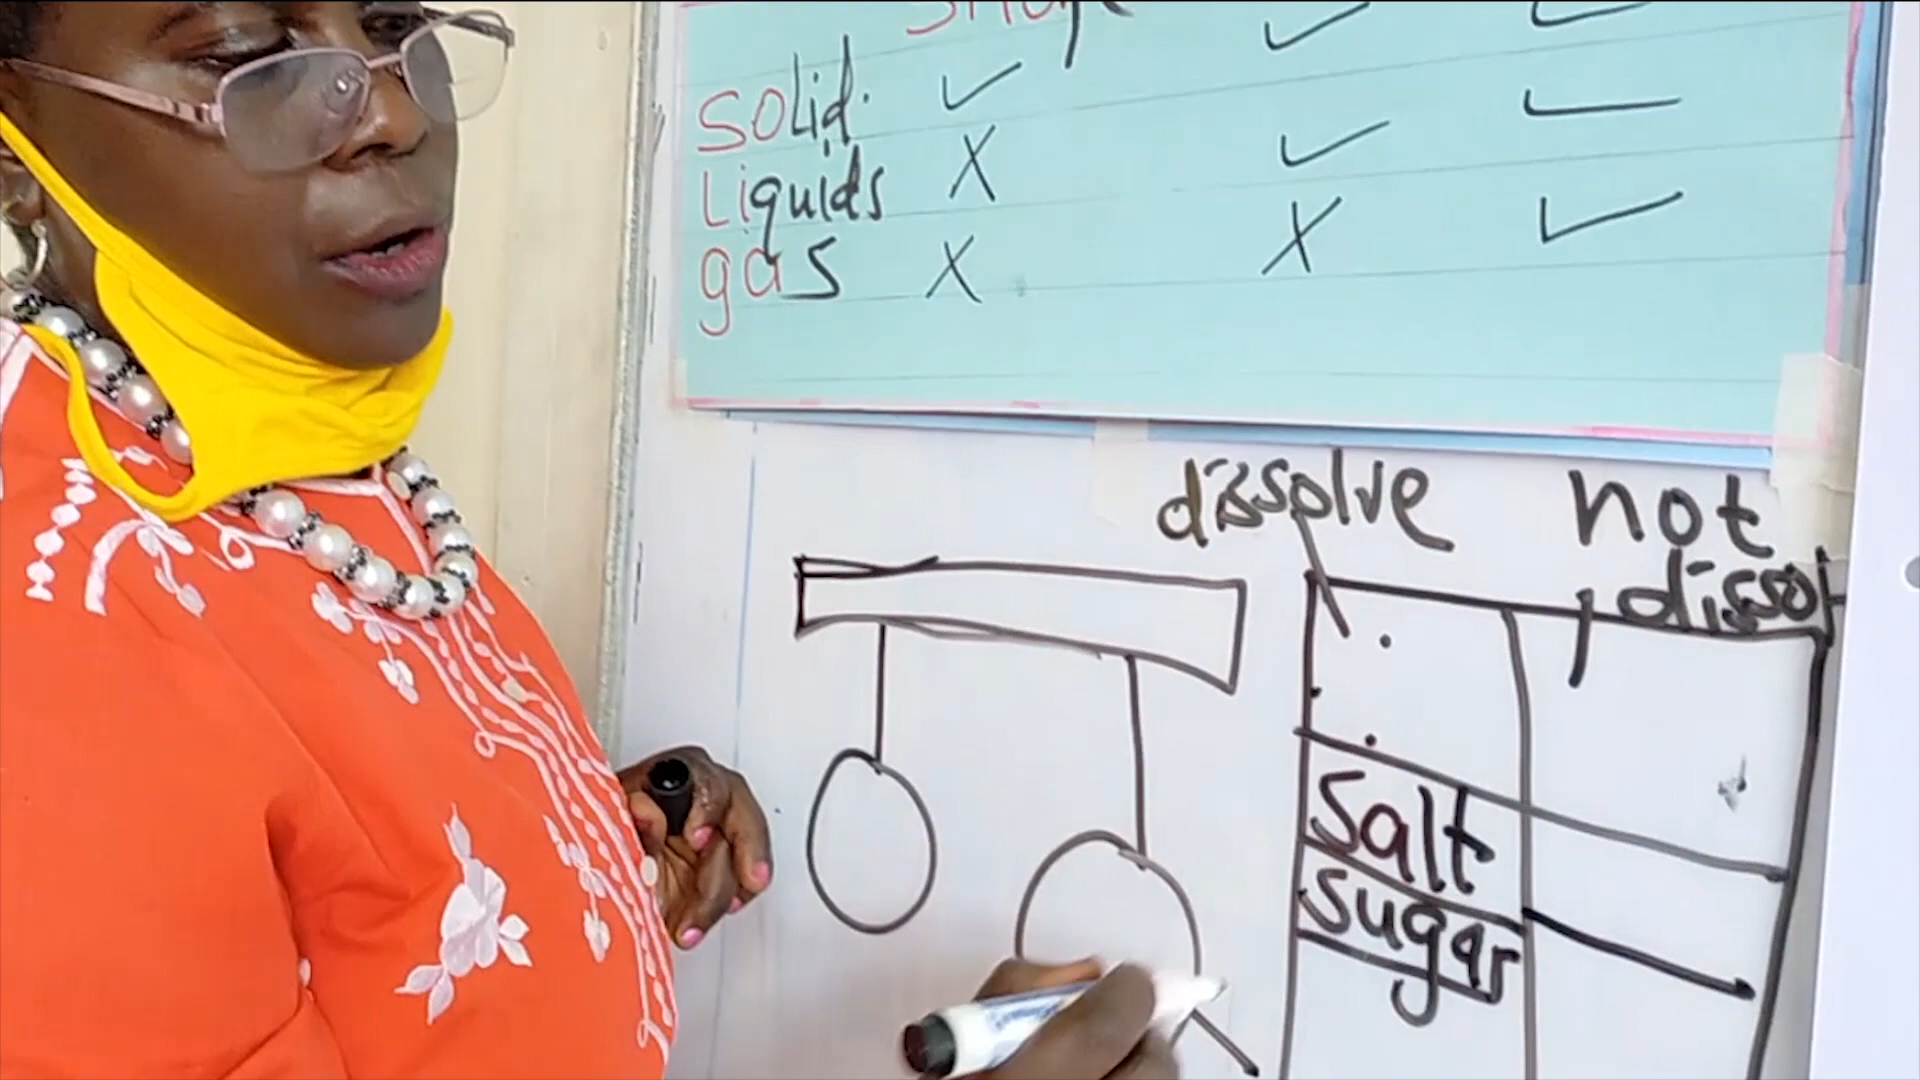 solid. ✓ ✓
Liquids X ✓ ✓
gas X X
dissolve not
dissol
Salt
Sugar